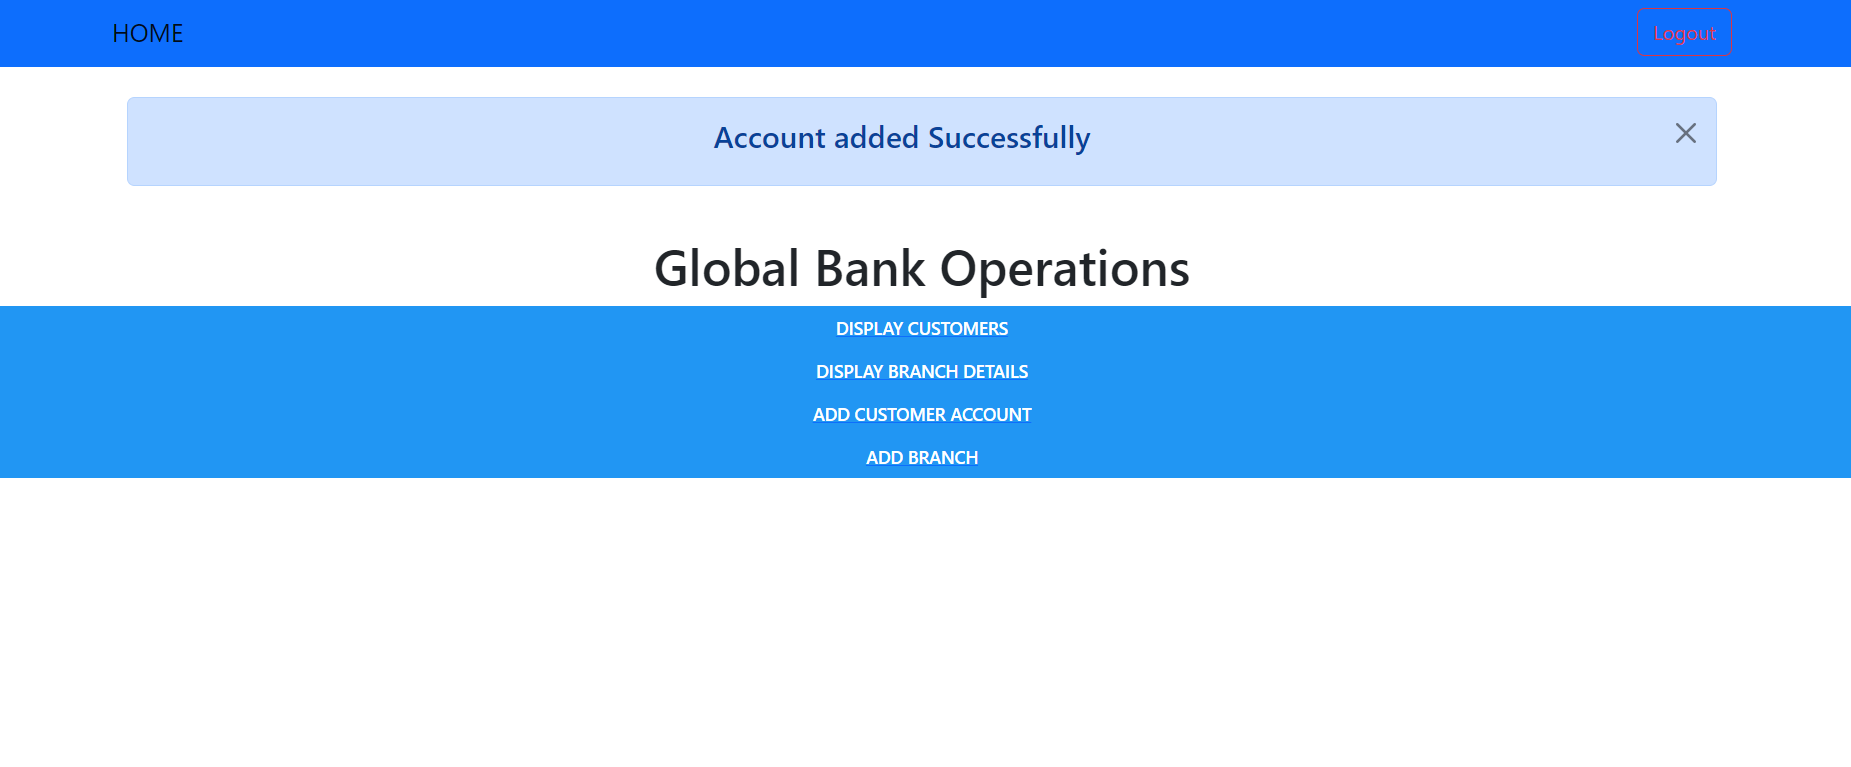 HOME
Logout
Account added Successfully
Global Bank Operations
DISPLAY CUSTOMERS
DISPLAY BRANCH DETAILS
ADD CUSTOMER ACCOUNT
ADD BRANCH